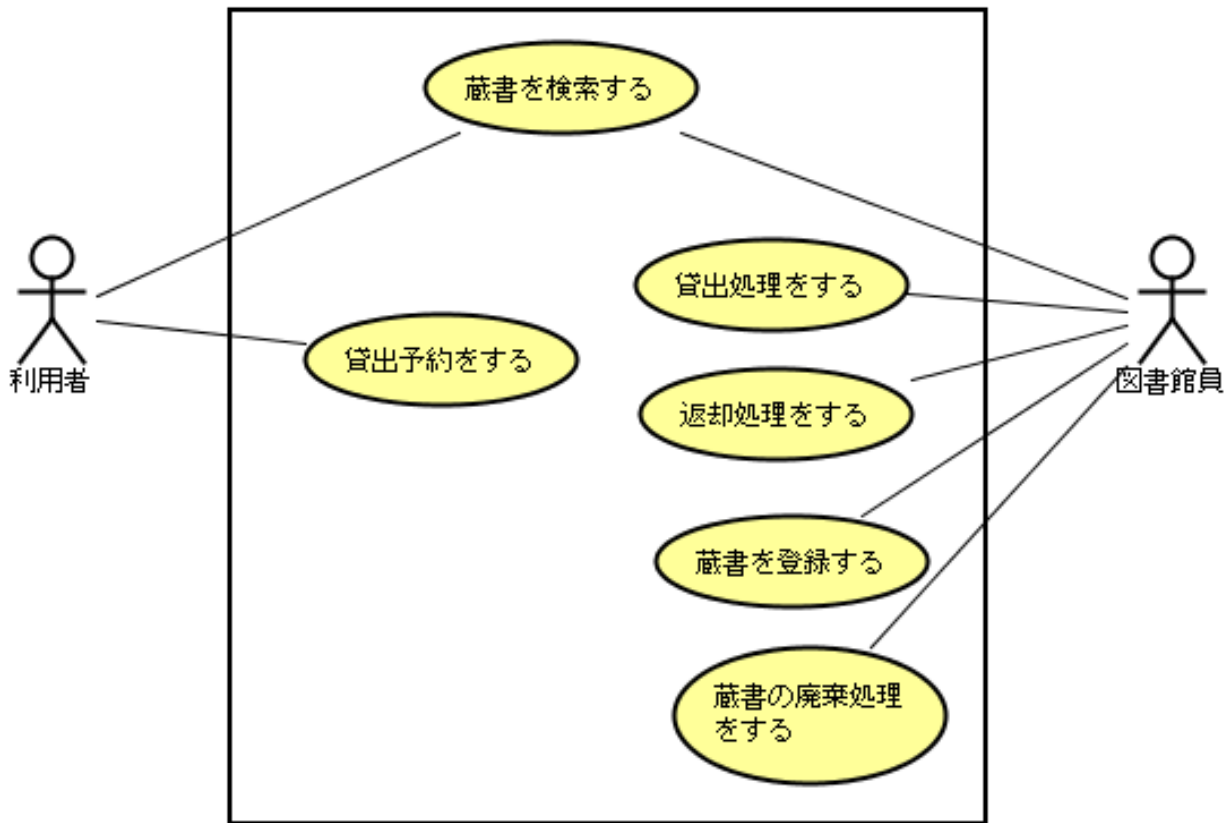 蔵書を検索する
貸出処理をする
貸出予約をする
利用者
図書館員
返却処理をする
蔵書を登録する
蔵書の廃棄処理
をする